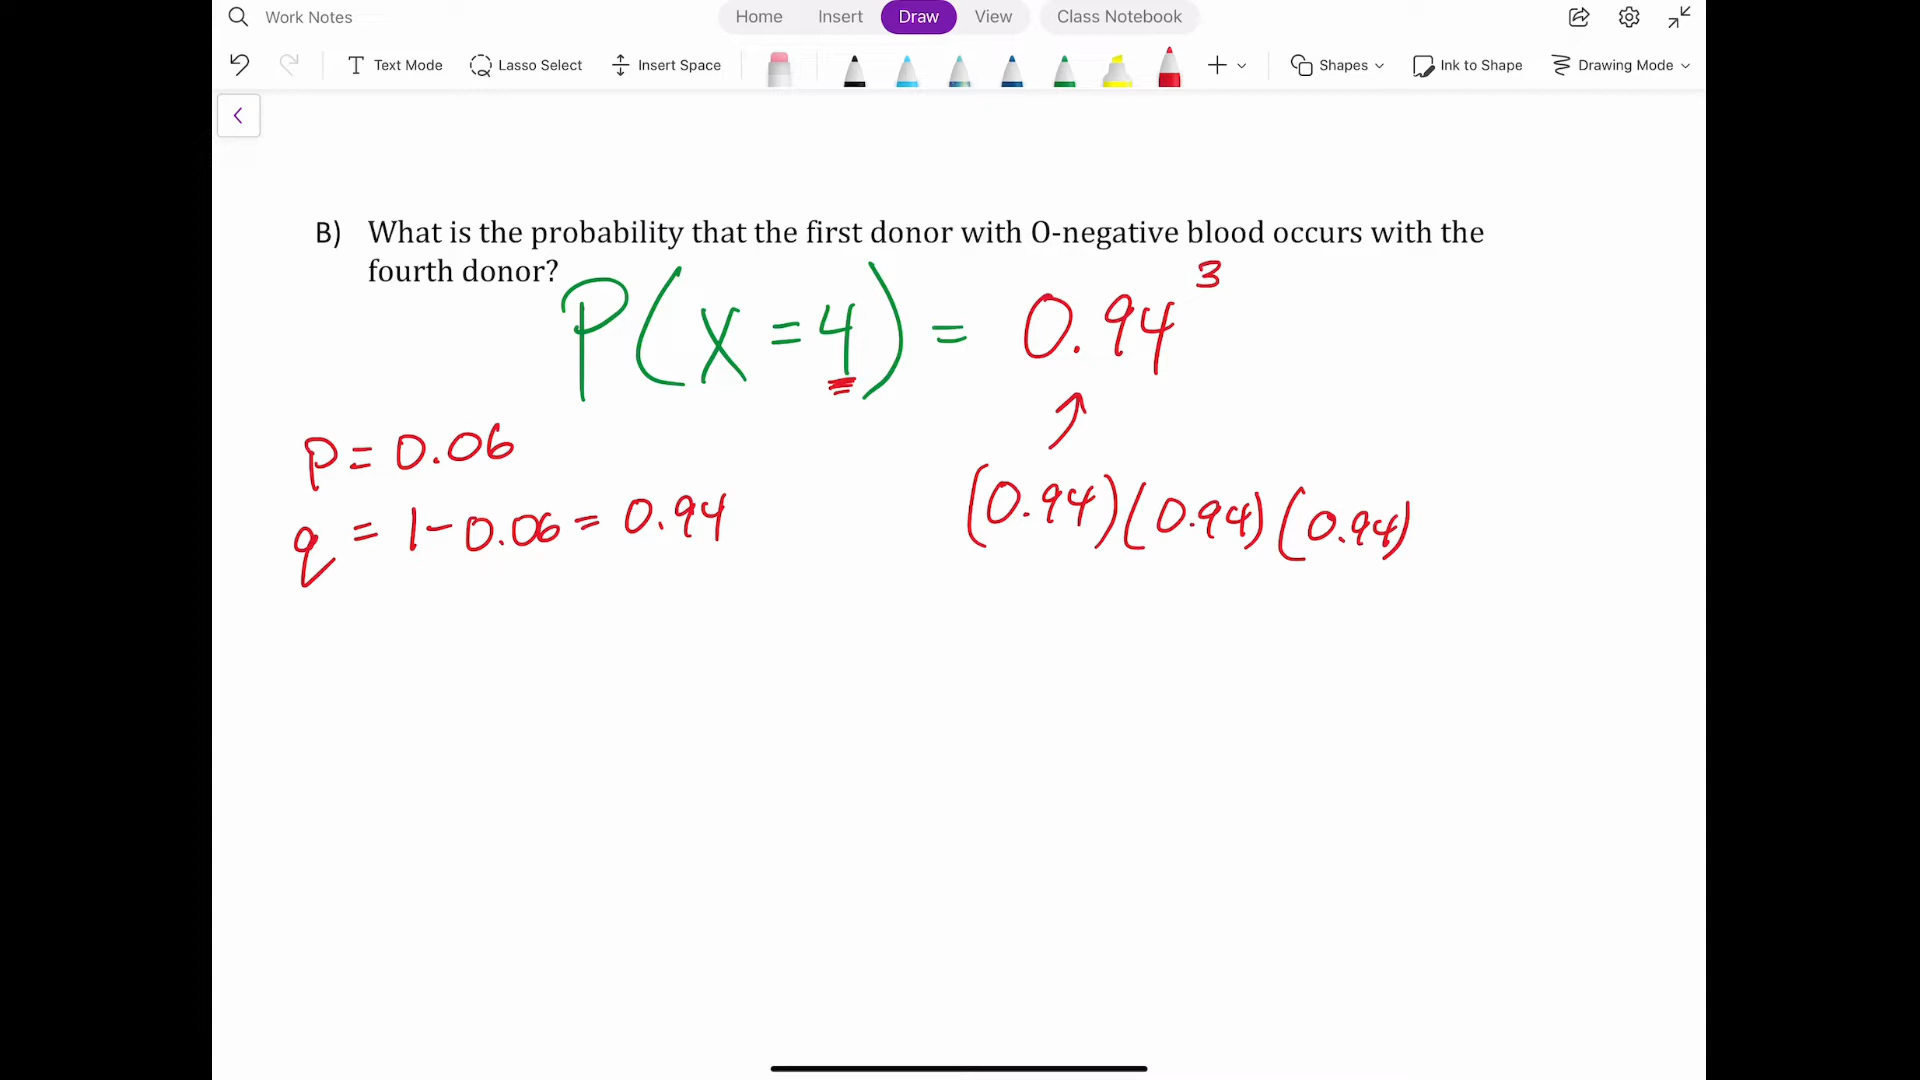 Work Notes
Home Insert Draw View Class Notebook
Text Mode Lasso Select Insert Space Shapes Ink to Shape Drawing Mode
B) What is the probability that the first donor with O-negative blood occurs with the
fourth donor?
P(x=4) = 0.94³
p = 0.06
q = 1 - 0.06 = 0.94
(0.94)(0.94)(0.94)